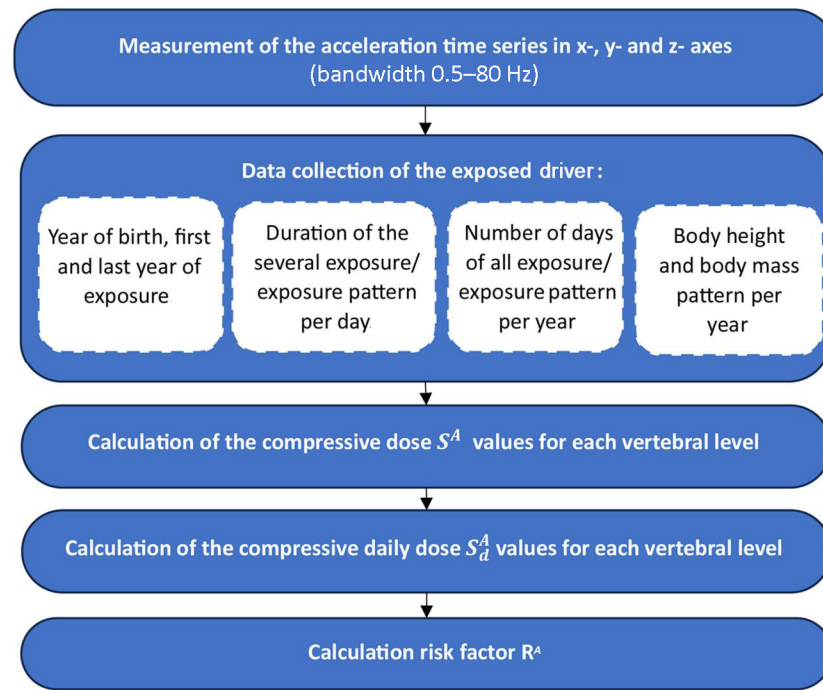 Measurement of the acceleration time series in x-, y- and z- axes
(bandwidth 0.5–80 Hz)
Data collection of the exposed driver:
Year of birth, first
and last year of
exposure
Duration of the
several exposure/
exposure pattern
per day
Number of days
of all exposure/
exposure pattern
per year
Body height
and body mass
pattern per
year
Calculation of the compressive dose S^A values for each vertebral level
Calculation of the compressive daily dose S_d^A values for each vertebral level
Calculation risk factor R^A